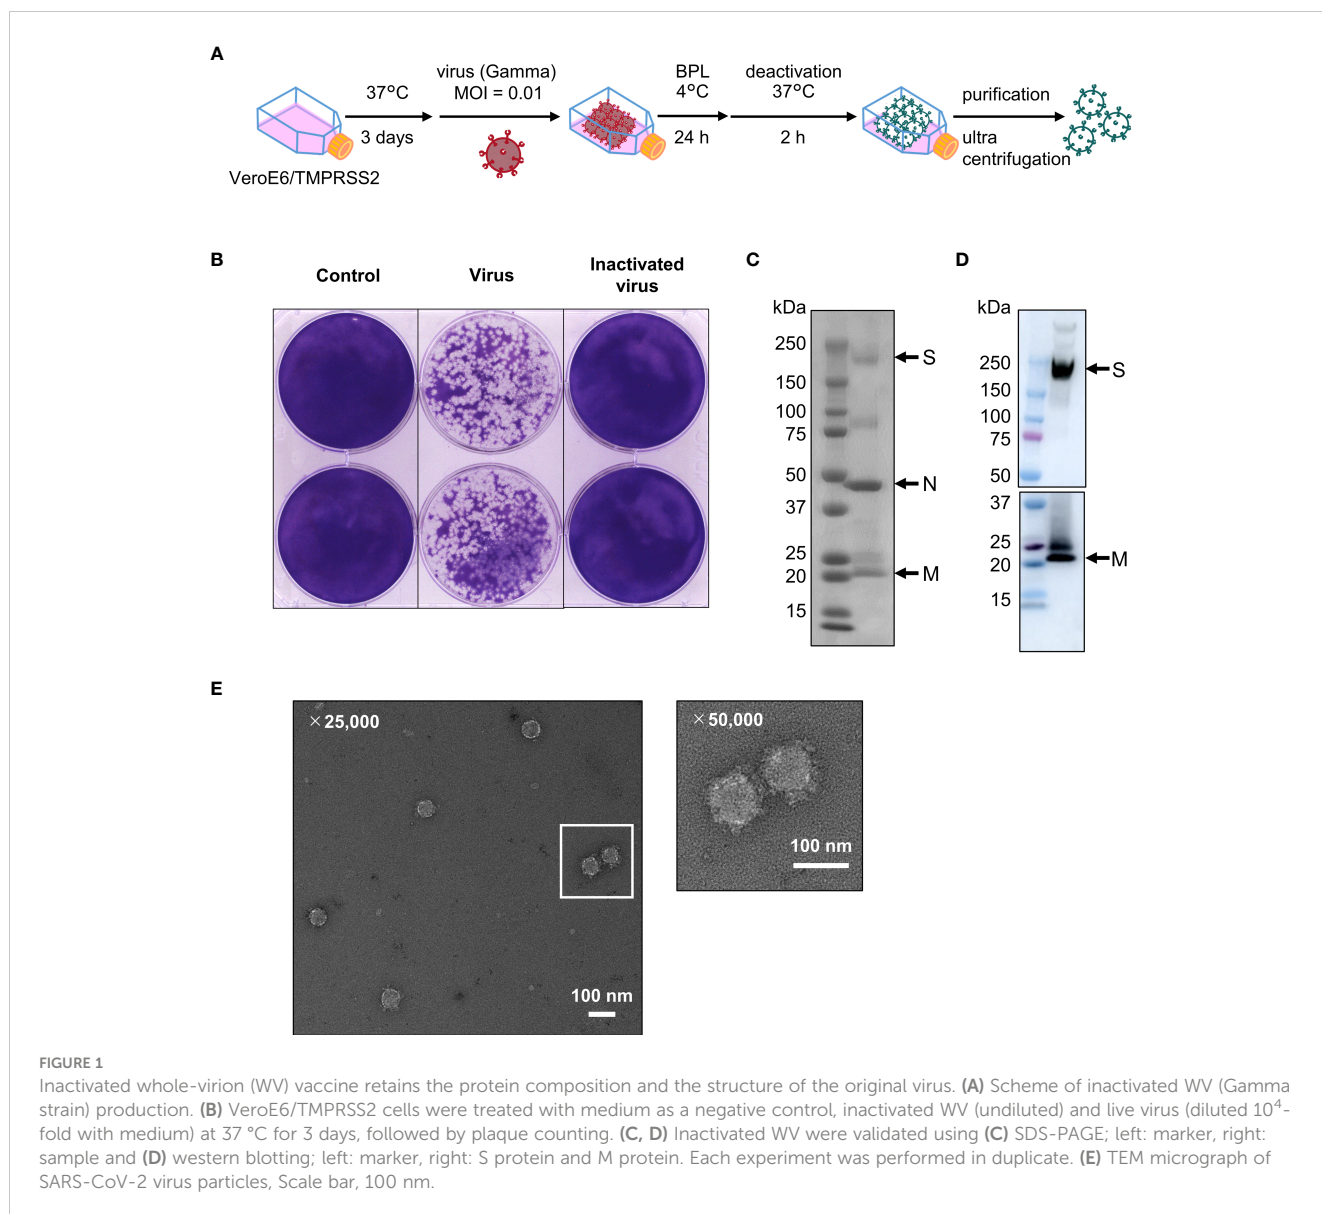 A
37°C
3 days
virus (Gamma)
MOI = 0.01
BPL
4°C
24 h
deactivation
37°C
2 h
purification
ultra
centrifugation
VeroE6/TMPRSS2
B
Control
Virus
Inactivated
virus
C
kDa
250
150
100
75
50
37
25
20
15
S
N
M
D
kDa
250
150
100
75
50
37
25
20
15
S
M
E
×25,000
100 nm
×50,000
100 nm
FIGURE 1
Inactivated whole-virion (WV) vaccine retains the protein composition and the structure of the original virus. (A) Scheme of inactivated WV (Gamma
strain) production. (B) VeroE6/TMPRSS2 cells were treated with medium as a negative control, inactivated WV (undiluted) and live virus (diluted 10⁴-
fold with medium) at 37 °C for 3 days, followed by plaque counting. (C, D) Inactivated WV were validated using (C) SDS-PAGE; left: marker, right:
sample and (D) western blotting; left: marker, right: S protein and M protein. Each experiment was performed in duplicate. (E) TEM micrograph of
SARS-CoV-2 virus particles, Scale bar, 100 nm.